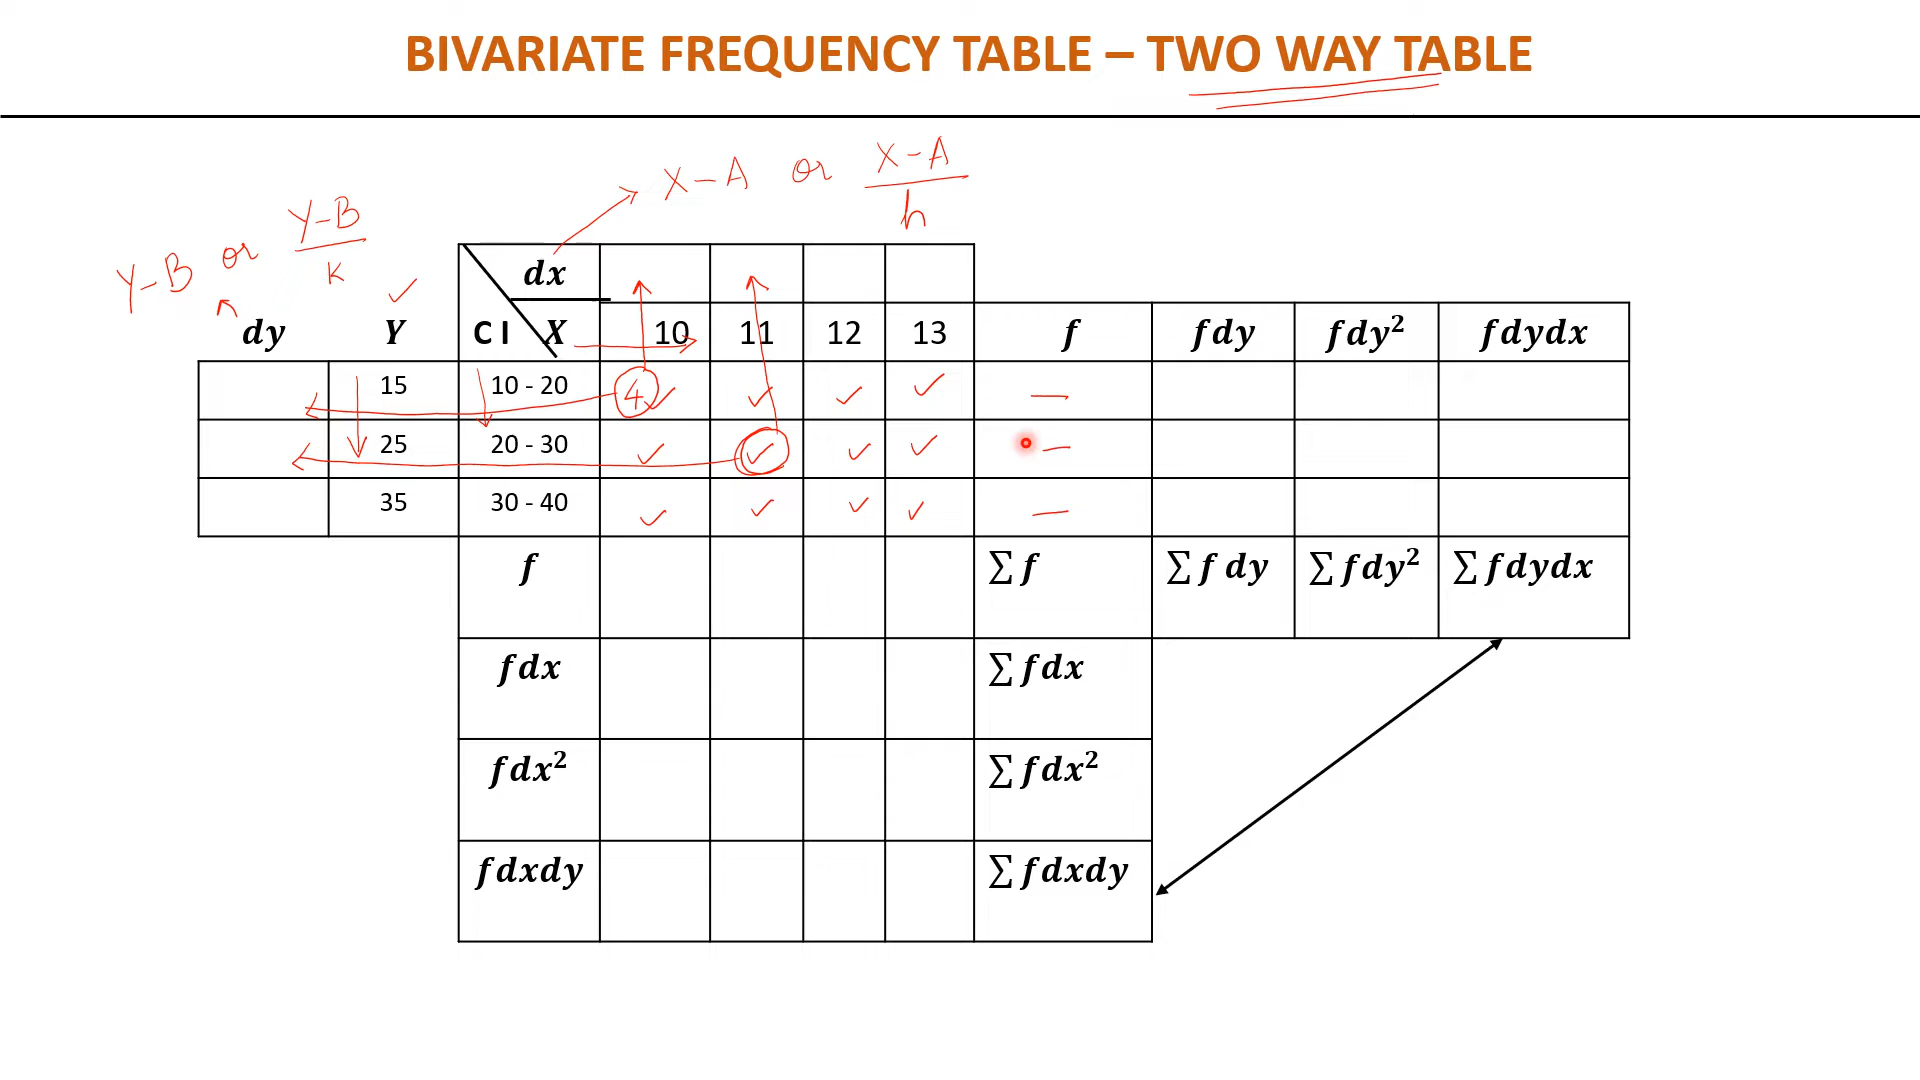 BIVARIATE FREQUENCY TABLE – TWO WAY TABLE
X-A or X-A/h
Y-B or Y-B/K
dx
dy Y C I X 10 11 12 13 f fdy fdy² fdydx
15 10 - 20 4 ✓ ✓ ✓ ✓ —
25 20 - 30 ✓ ✓ ✓ ✓ —
35 30 - 40 ✓ ✓ ✓ ✓ —
f ∑ f ∑ f dy ∑ fdy² ∑ fdydx
fdx ∑ fdx
fdx² ∑ fdx²
fdxdy ∑ fdxdy